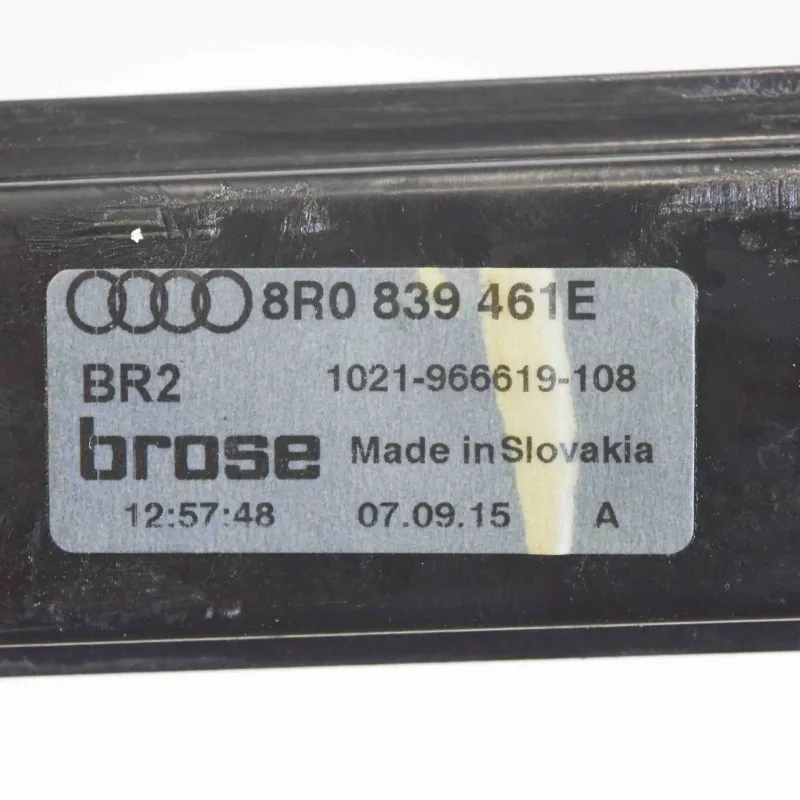 8R0 839 461E
BR2 1021-966619-108
brose Made in Slovakia
12:57:48 07.09.15 A